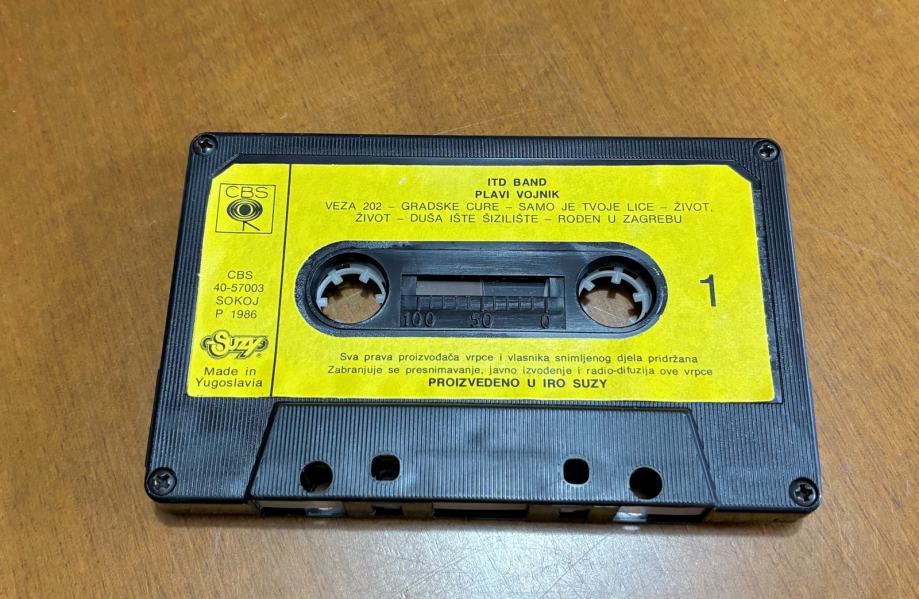 CBS
ITD BAND
PLAVI VOJNIK
VEZA 202 – GRADSKE CURE – SAMO JE TVOJE LICE – ŽIVOT,
ŽIVOT – DUŠA IŠTE ŠIZILIŠTE – ROĐEN U ZAGREBU
CBS
40-57003
SOKOJ
P 1986
Suzy
Made in
Yugoslavia
100 50 0
1
Sva prava proizvođača vrpce i vlasnika snimljenog djela pridržana
Zabranjuje se presnimavanje, javno izvođenje i radio-difuzija ove vrpce
PROIZVEDENO U IRO SUZY